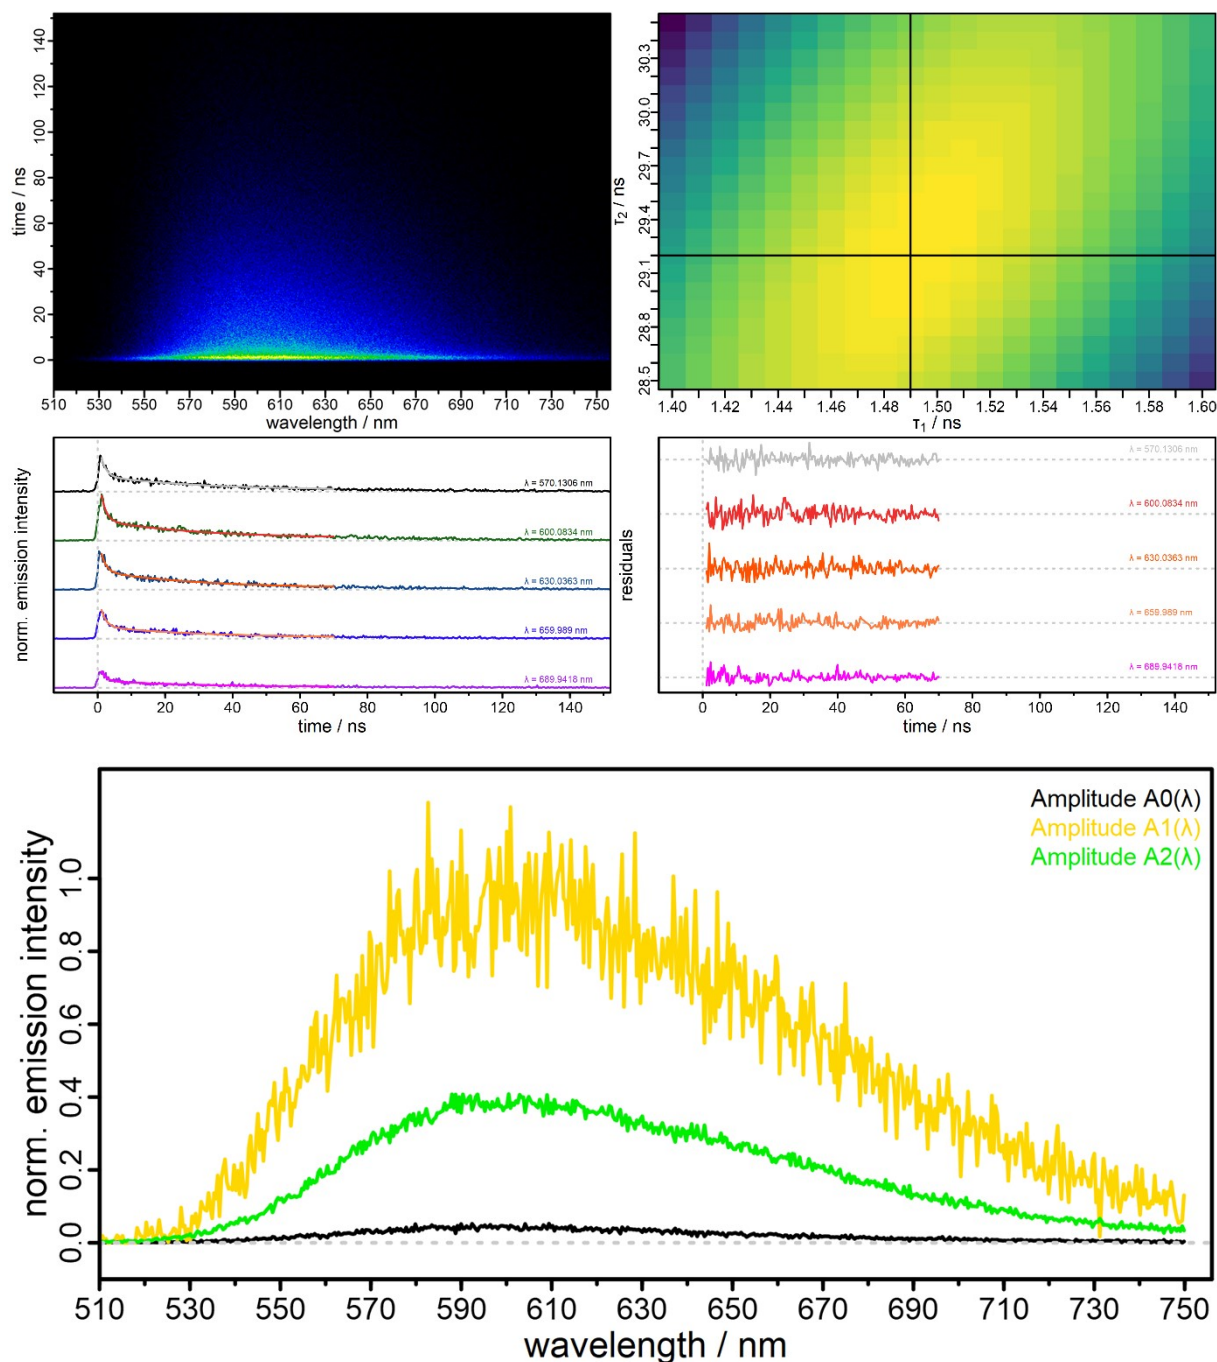 time / ns
0 20 40 60 80 100 120 140
510 530 550 570 590 610 630 650 670 690 710 730 750
wavelength / nm
τ2 / ns
28.5 28.8 29.1 29.4 29.7 30.0 30.3
1.40 1.42 1.44 1.46 1.48 1.50 1.52 1.54 1.56 1.58 1.60
τ1 / ns
norm. emission intensity
λ = 570.1306 nm
λ = 600.0834 nm
λ = 630.0363 nm
λ = 659.989 nm
λ = 689.9418 nm
0 20 40 60 80 100 120 140
time / ns
residuals
λ = 570.1306 nm
λ = 600.0834 nm
λ = 630.0363 nm
λ = 659.989 nm
λ = 689.9418 nm
0 20 40 60 80 100 120 140
time / ns
norm. emission intensity
0.0 0.2 0.4 0.6 0.8 1.0
Amplitude A0(λ)
Amplitude A1(λ)
Amplitude A2(λ)
510 530 550 570 590 610 630 650 670 690 710 730 750
wavelength / nm